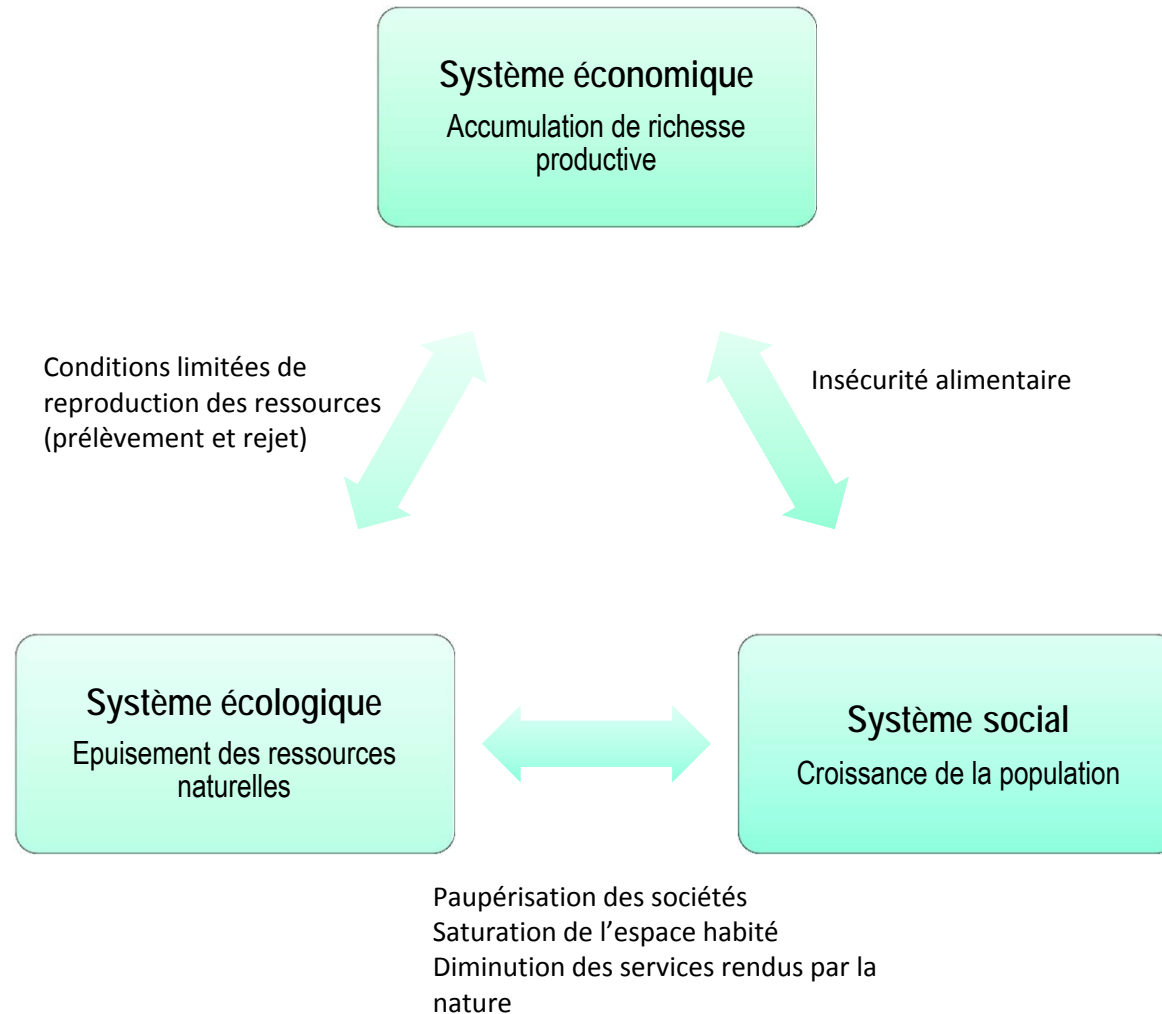 Système économique
Accumulation de richesse
productive
Conditions limitées de
reproduction des ressources
(prélèvement et rejet)
Insécurité alimentaire
Système écologique
Epuisement des ressources
naturelles
Système social
Croissance de la population
Paupérisation des sociétés
Saturation de l’espace habité
Diminution des services rendus par la
nature